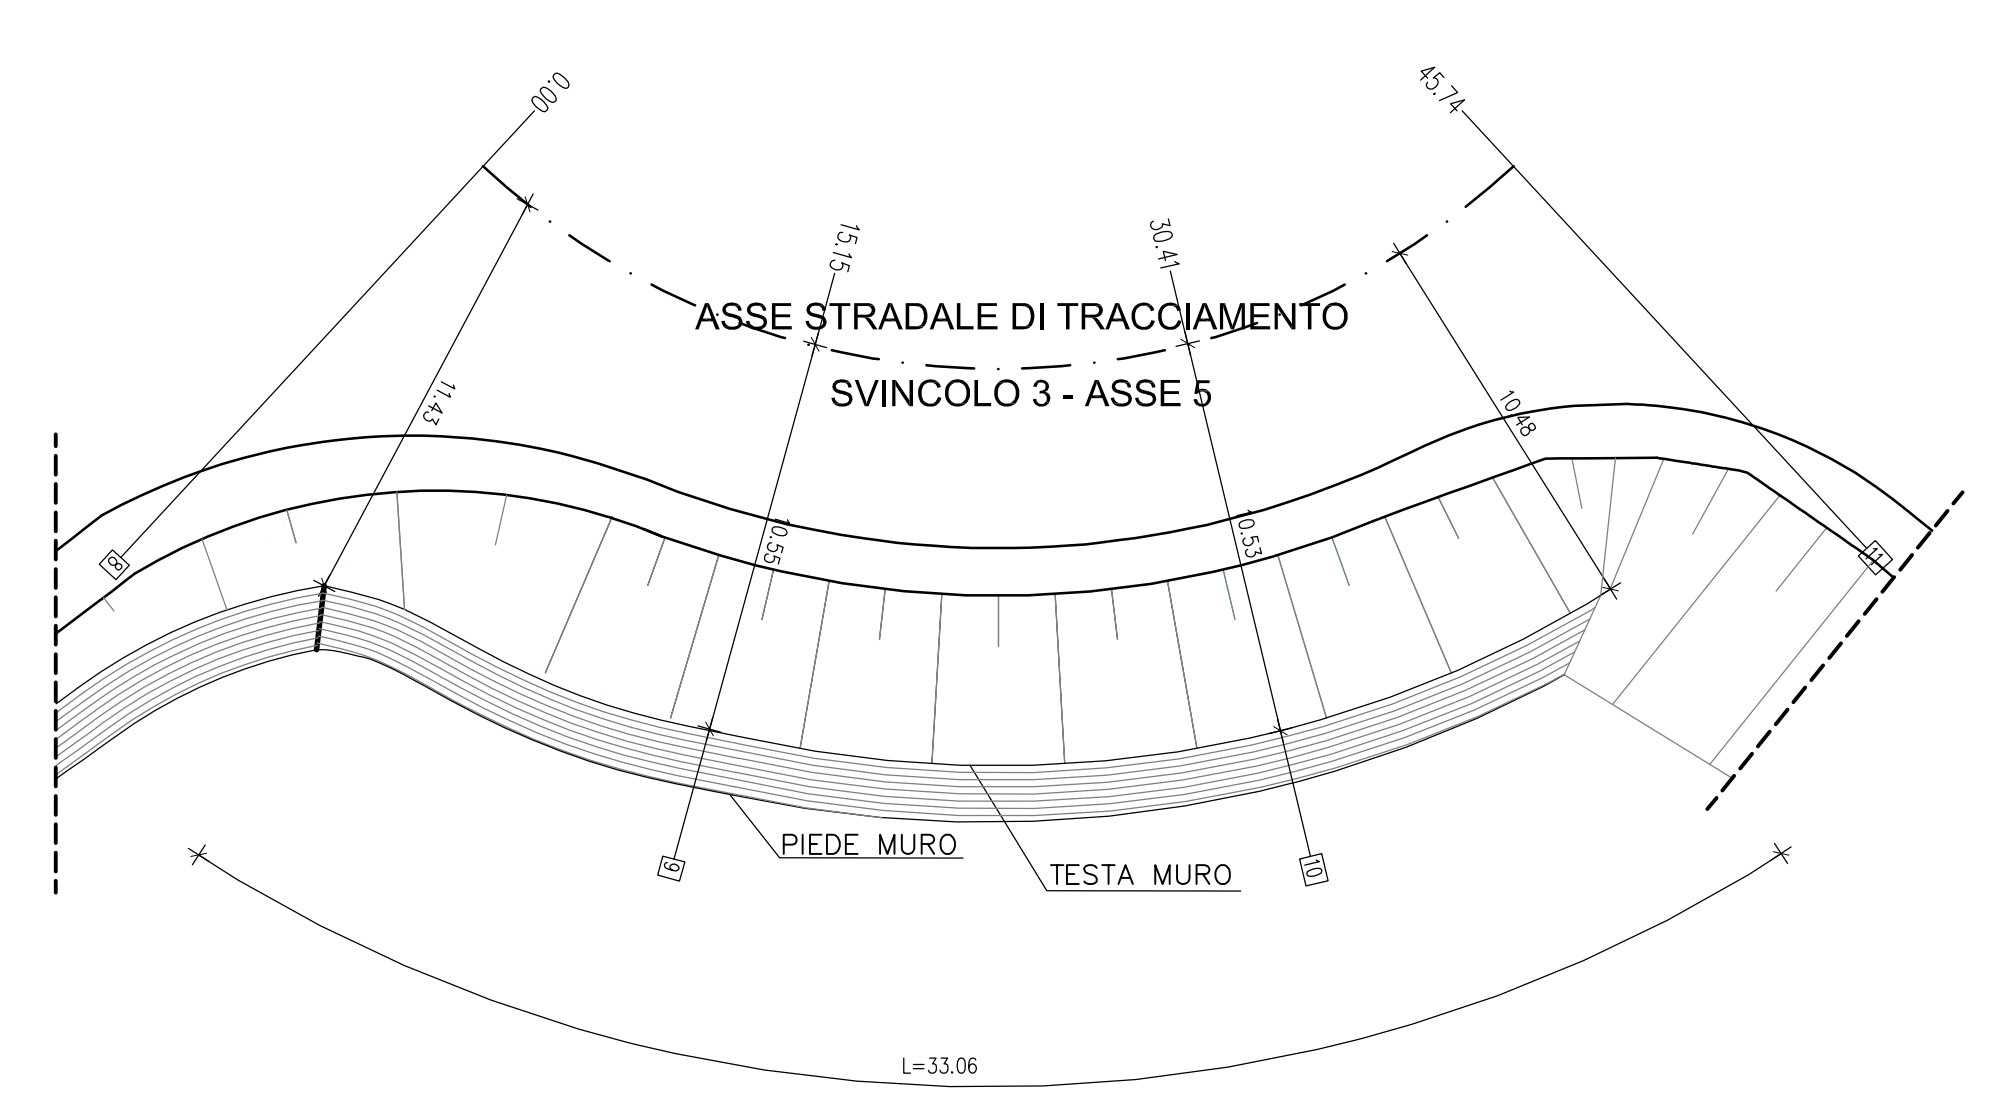 0.00
45.74
15.15
30.41
ASSE STRADALE DI TRACCIAMENTO
SVINCOLO 3 - ASSE 5
11.43
10.48
10.55
10.53
8
11
PIEDE MURO
9
10
TESTA MURO
L=33.06